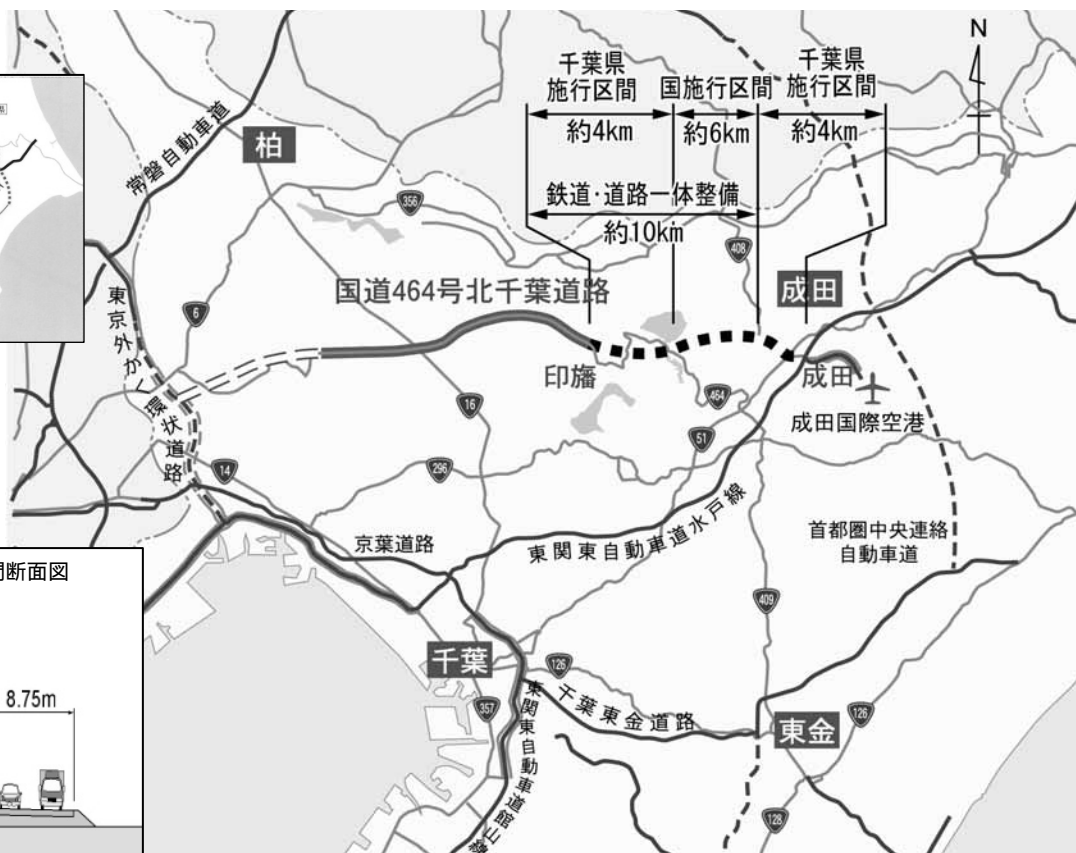 千葉県
施行区間
国施行区間
千葉県
施行区間
約4km
約6km
約4km
鉄道・道路一体整備
約10km
N
柏
常磐自動車道
356
408
国道464号北千葉道路
成田
6
東京外かく環状道路
印旛
成田
464
16
成田国際空港
51
14
296
京葉道路
東関東自動車道水戸線
首都圏中央連絡
自動車道
間断面図
409
千葉
8.75m
126
千葉東金道路
357
東関東自動車道館山線
東金
126
128